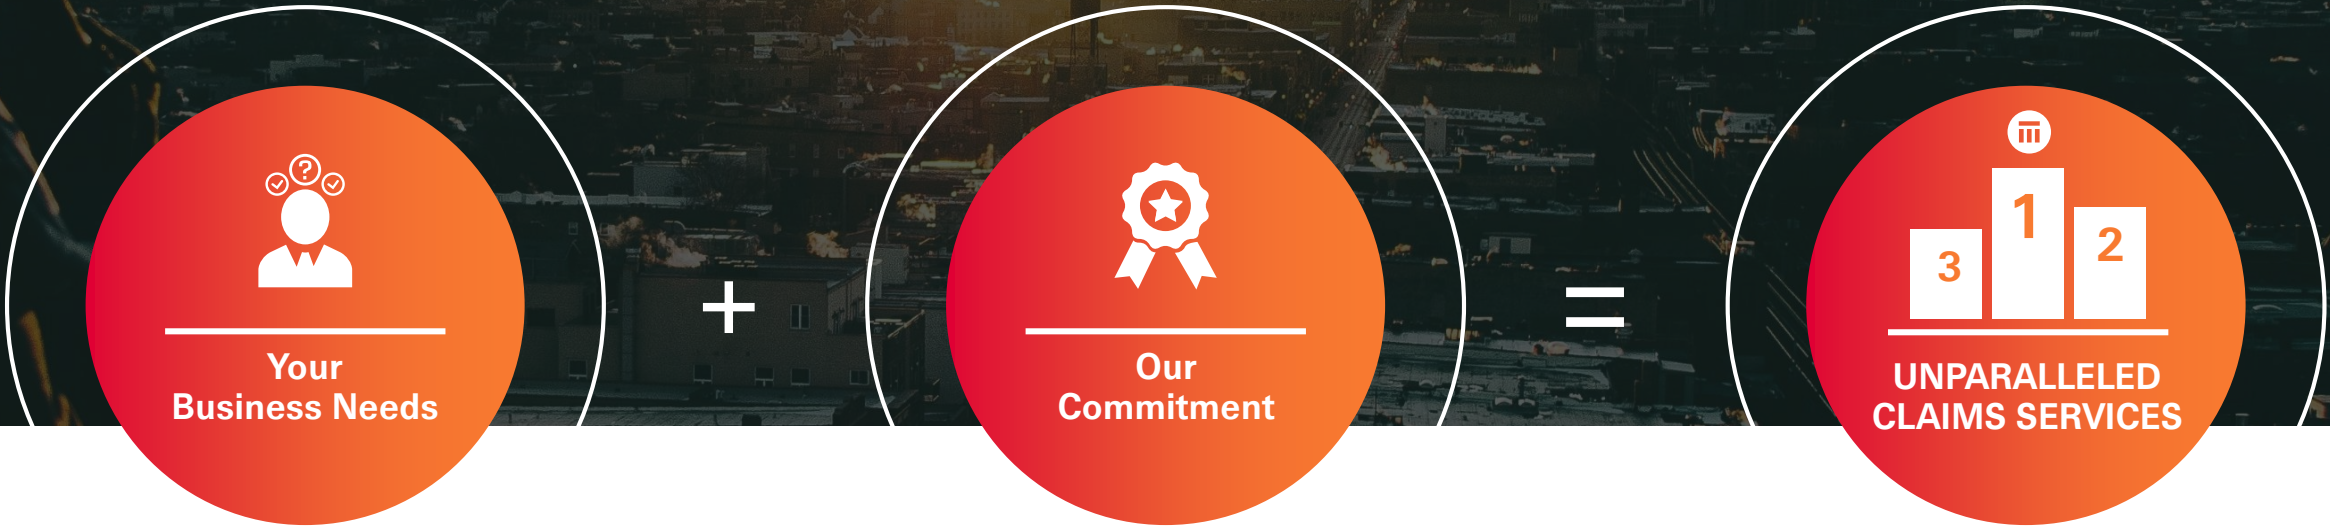 ?
Your
Business Needs
+
Our
Commitment
=
1
2
3
UNPARALLELED
CLAIMS SERVICES